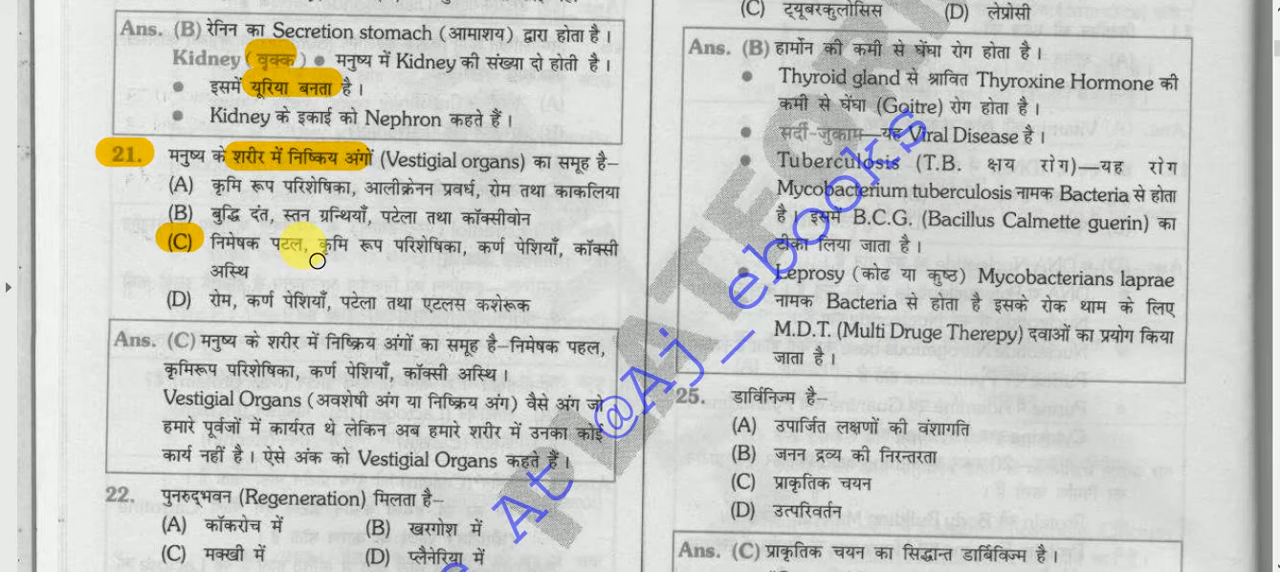 Ans. (B) रेनिन का Secretion stomach (आमाशय) द्वारा होता है।
Kidney (वृक्क) • मनुष्य में Kidney की संख्या दो होती है।
• इसमें यूरिया बनता है।
• Kidney के इकाई को Nephron कहते हैं।
21. मनुष्य के शरीर में निष्किय अंगों (Vestigial organs) का समूह है–
(A) कृमि रूप परिशेषिका, आलीक्रेनन प्रवर्ध, रोम तथा काकलिया
(B) बुद्धि दंत, स्तन ग्रन्थियाँ, पटेला तथा कॉक्सीवोन
(C) निमेषक पटल, कृमि रूप परिशेषिका, कर्ण पेशियाँ, कॉक्सी
अस्थि
(D) रोम, कर्ण पेशियाँ, पटेला तथा एटलस कशेरूक
Ans. (C) मनुष्य के शरीर में निष्क्रिय अंगों का समूह है–निमेषक पहल,
कृमिरूप परिशेषिका, कर्ण पेशियाँ, कॉक्सी अस्थि।
Vestigial Organs (अवशेषी अंग या निष्क्रिय अंग) वैसे अंग जो
हमारे पूर्वजों में कार्यरत थे लेकिन अब हमारे शरीर में उनका कोई
कार्य नहीं है। ऐसे अंक को Vestigial Organs कहते हैं।
22. पुनरुद्भवन (Regeneration) मिलता है–
(A) कॉकरोच में (B) खरगोश में
(C) मक्खी में (D) प्लैनेरिया में
(C) ट्यूबरकुलोसिस (D) लेप्रोसी
Ans. (B) हार्मोन की कमी से घेंघा रोग होता है।
• Thyroid gland से श्रावित Thyroxine Hormone की
कमी से घेंघा (Goitre) रोग होता है।
• सर्दी-जुकाम—यह Viral Disease है।
• Tuberculosis (T.B. क्षय रोग)—यह रोग
Mycobacterium tuberculosis नामक Bacteria से होता
है। इसमें B.C.G. (Bacillus Calmette guerin) का
टीका लिया जाता है।
• Leprosy (कोढ या कुष्ठ) Mycobacterians laprae
नामक Bacteria से होता है इसके रोक थाम के लिए
M.D.T. (Multi Druge Therepy) दवाओं का प्रयोग किया
जाता है।
25. डार्विनिज्म है–
(A) उपार्जित लक्षणों की वंशागति
(B) जनन द्रव्य की निरन्तरता
(C) प्राकृतिक चयन
(D) उत्परिवर्तन
Ans. (C) प्राकृतिक चयन का सिद्धान्त डार्बिविज्म है।
PLATFORM
At @Aj_ebooks